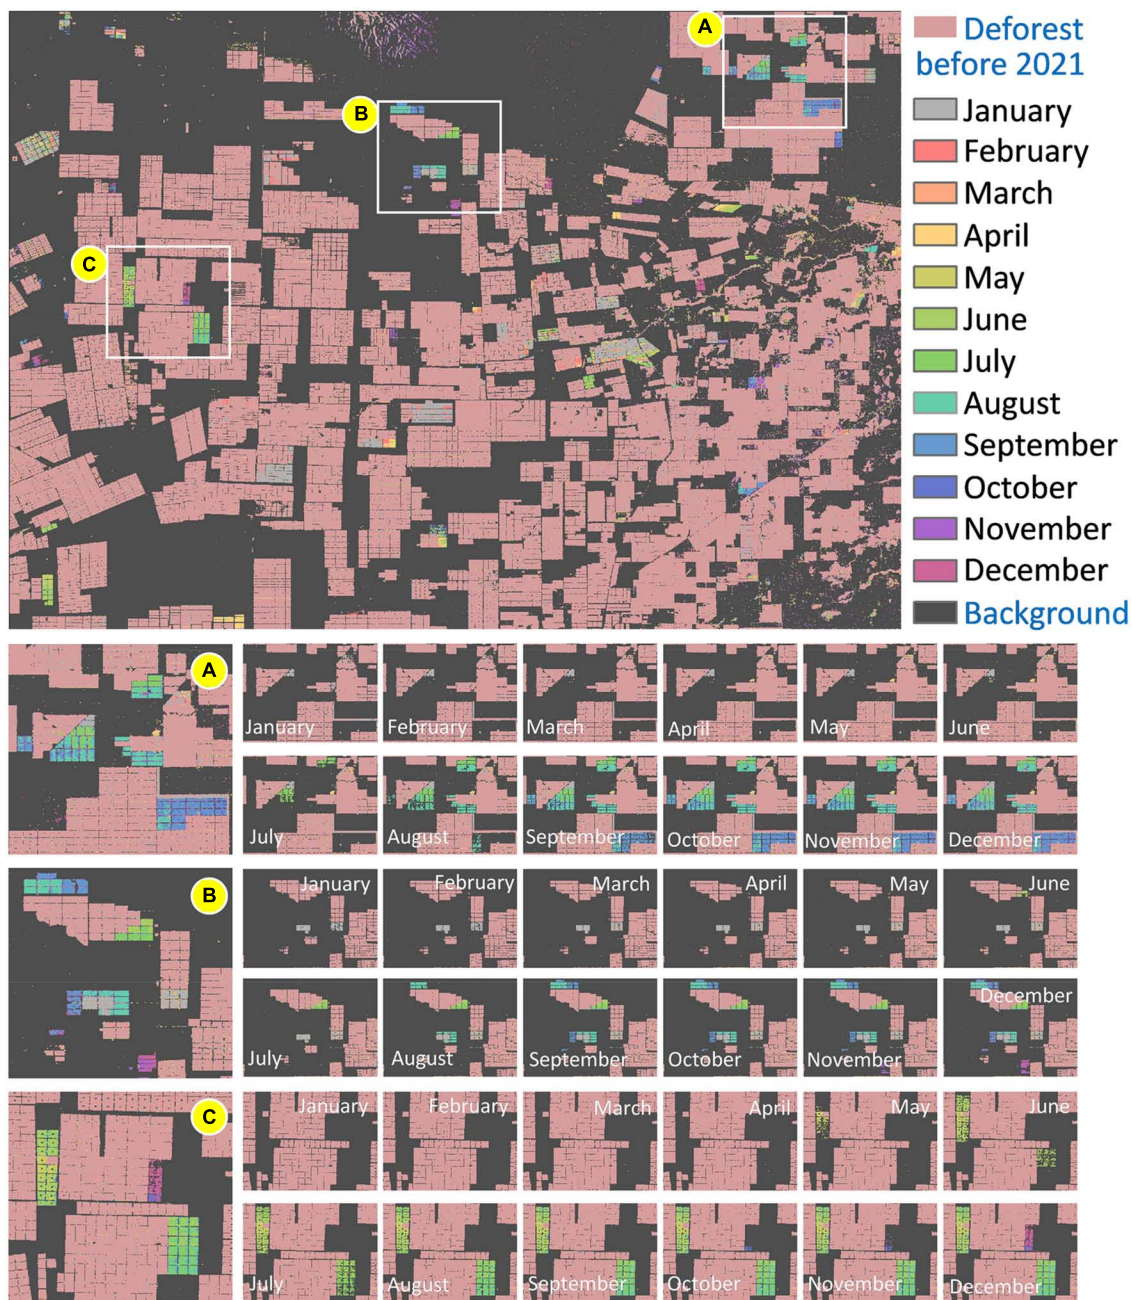 A
B
C
Deforest
before 2021
January
February
March
April
May
June
July
August
September
October
November
December
Background
A
January
February
March
April
May
June
July
August
September
October
November
December
B
January
February
March
April
May
June
July
August
September
October
November
December
C
January
February
March
April
May
June
July
August
September
October
November
December